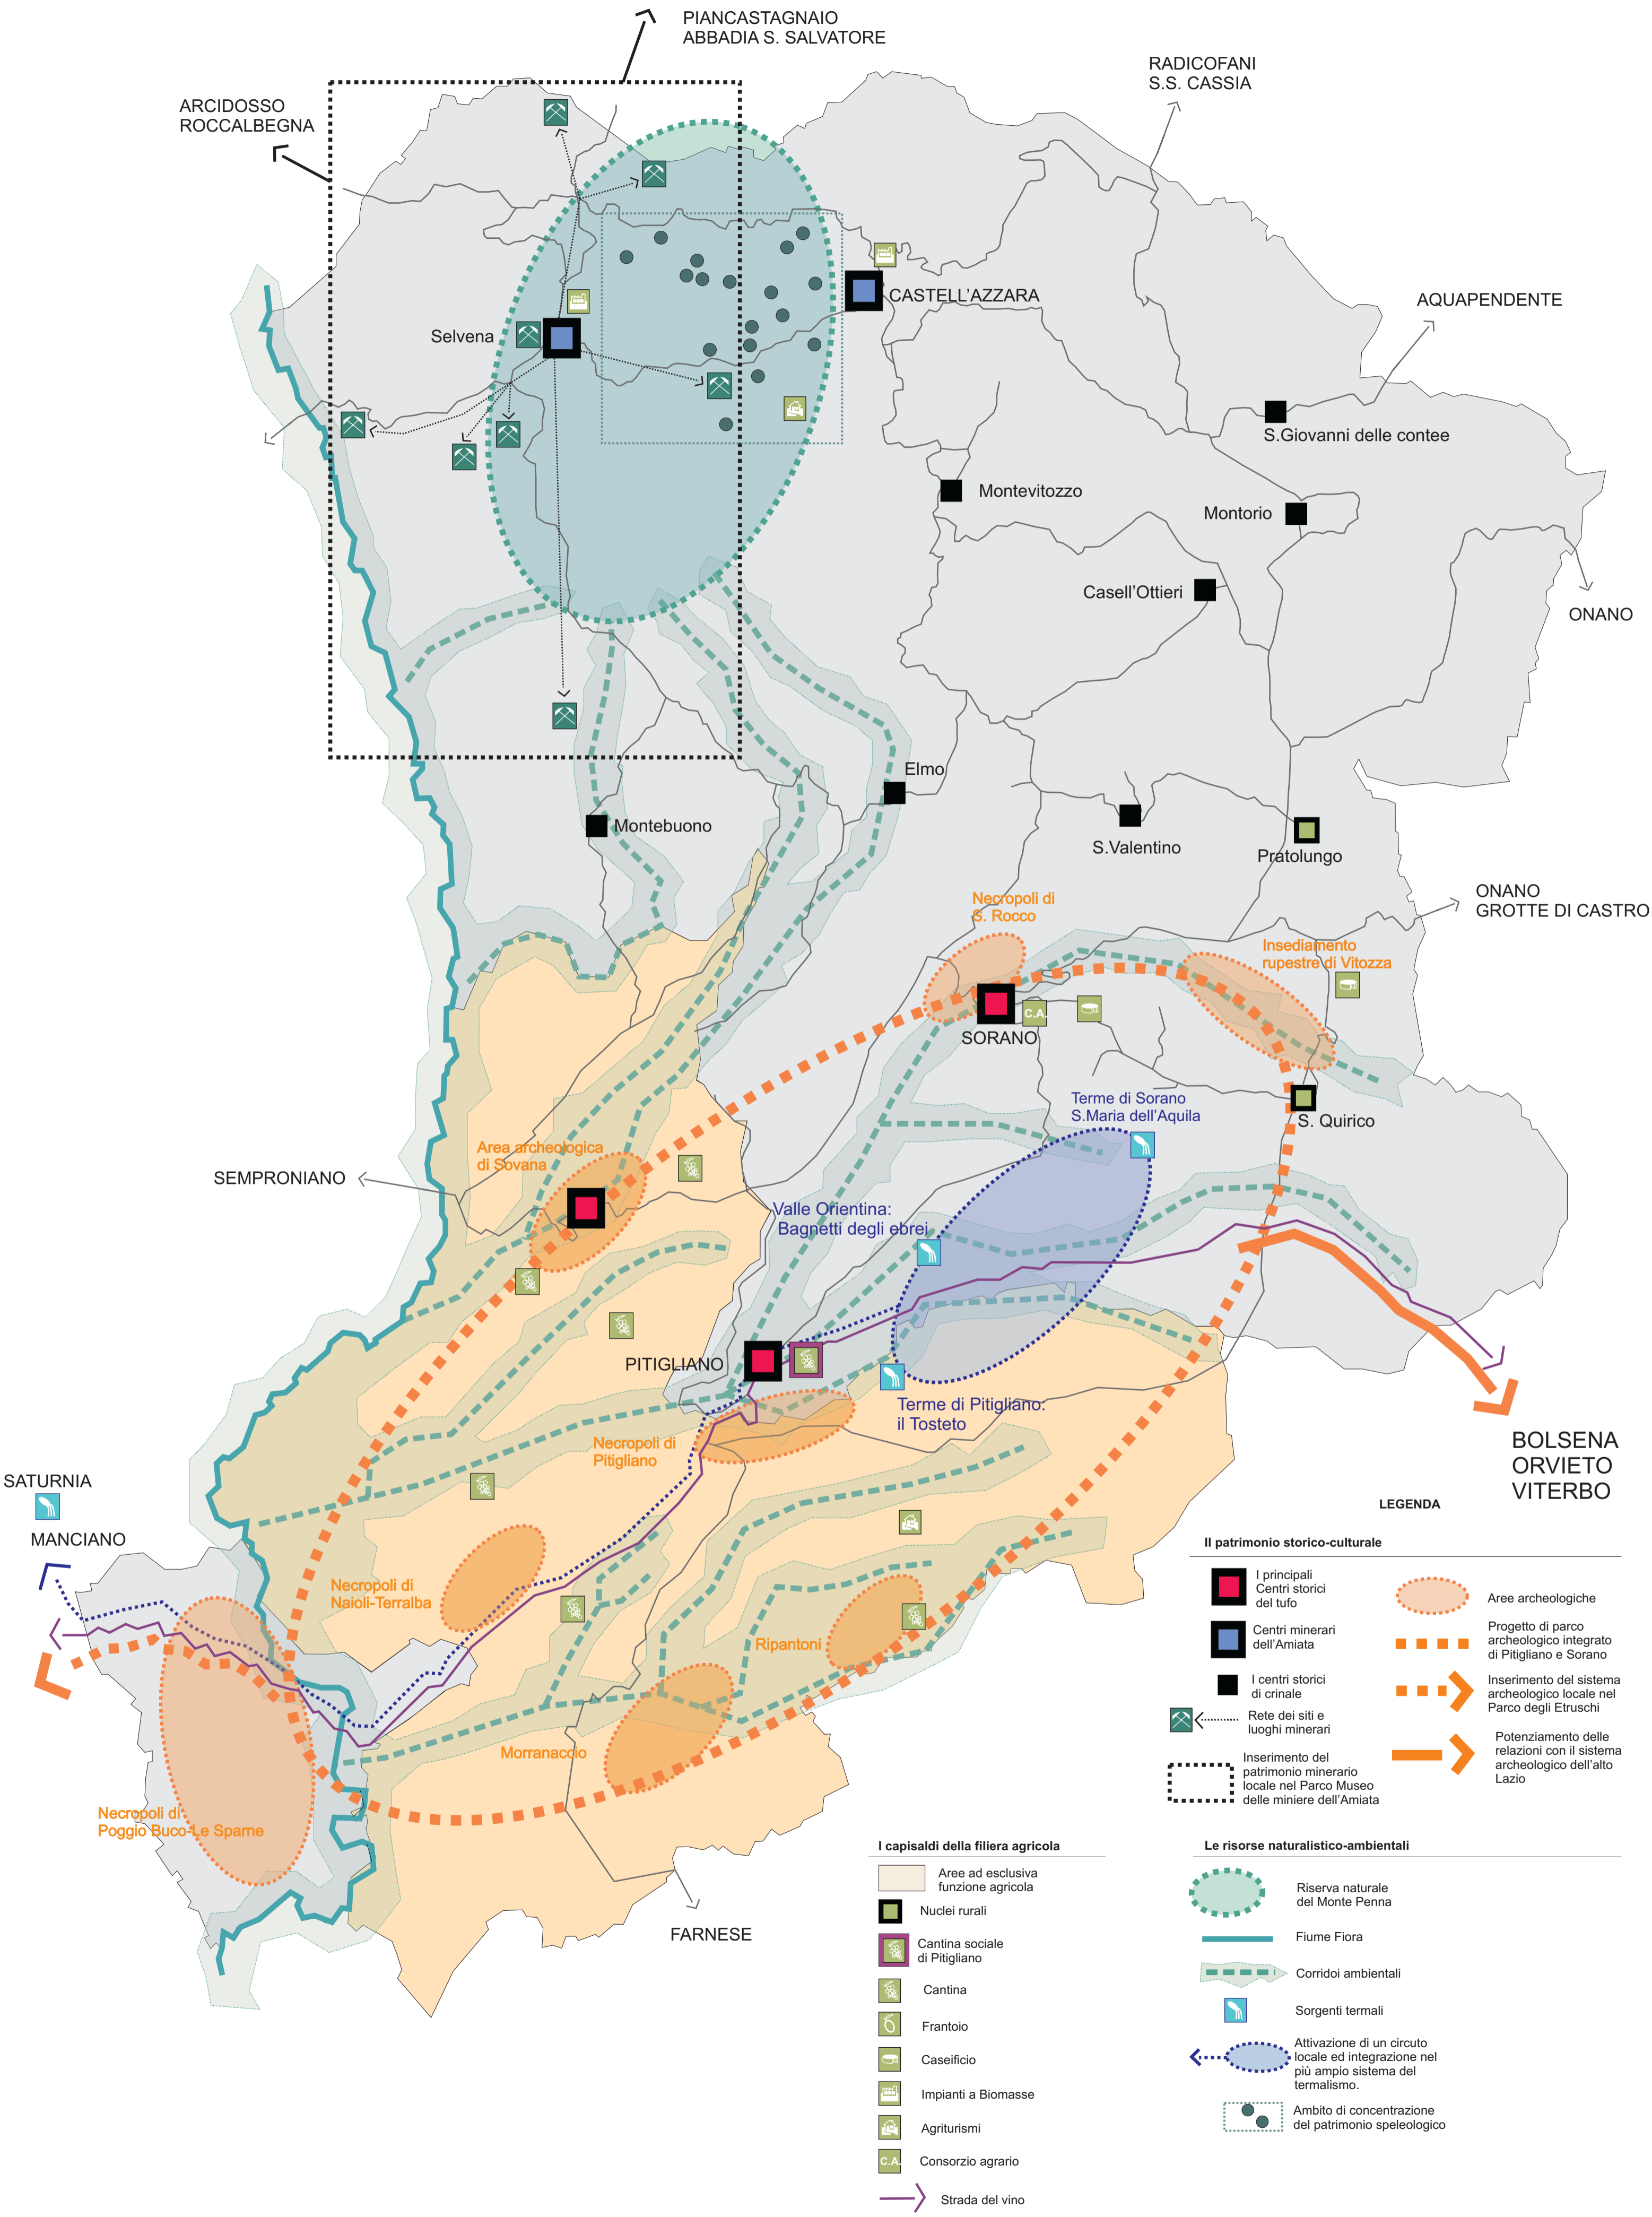 PIANCASTAGNAIO
ABBADIA S. SALVATORE
RADICOFANI
S.S. CASSIA
ARCIDOSSO
ROCCALBEGNA
CASTELL'AZZARA
AQUAPENDENTE
Selvena
S.Giovanni delle contee
Montevitozzo
Montorio
Casell'Ottieri
ONANO
Elmo
Montebuono
S.Valentino
Pratolungo
ONANO
GROTTE DI CASTRO
Necropoli di
S. Rocco
Insediamento
rupestre di Vitozza
C.A.
SORANO
Terme di Sorano
S.Maria dell'Aquila
S. Quirico
Area archeologica
di Sovana
SEMPRONIANO
Valle Orientina:
Bagnetti degli ebrei
PITIGLIANO
Terme di Pitigliano:
il Tosteto
Necropoli di
Pitigliano
BOLSENA
ORVIETO
VITERBO
SATURNIA
MANCIANO
Necropoli di
Naioli-Terralba
Ripantoni
Morranaccio
Necropoli di
Poggio Buco-Le Sparne
FARNESE
LEGENDA
Il patrimonio storico-culturale
I principali
Centri storici
del tufo
Centri minerari
dell'Amiata
I centri storici
di crinale
Rete dei siti e
luoghi minerari
Inserimento del
patrimonio minerario
locale nel Parco Museo
delle miniere dell'Amiata
Aree archeologiche
Progetto di parco
archeologico integrato
di Pitigliano e Sorano
Inserimento del sistema
archeologico locale nel
Parco degli Etruschi
Potenziamento delle
relazioni con il sistema
archeologico dell'alto
Lazio
I capisaldi della filiera agricola
Aree ad esclusiva
funzione agricola
Nuclei rurali
Cantina sociale
di Pitigliano
Cantina
Frantoio
Caseificio
Impianti a Biomasse
Agriturismi
C.A.
Consorzio agrario
Strada del vino
Le risorse naturalistico-ambientali
Riserva naturale
del Monte Penna
Fiume Fiora
Corridoi ambientali
Sorgenti termali
Attivazione di un circuto
locale ed integrazione nel
più ampio sistema del
termalismo.
Ambito di concentrazione
del patrimonio speleologico